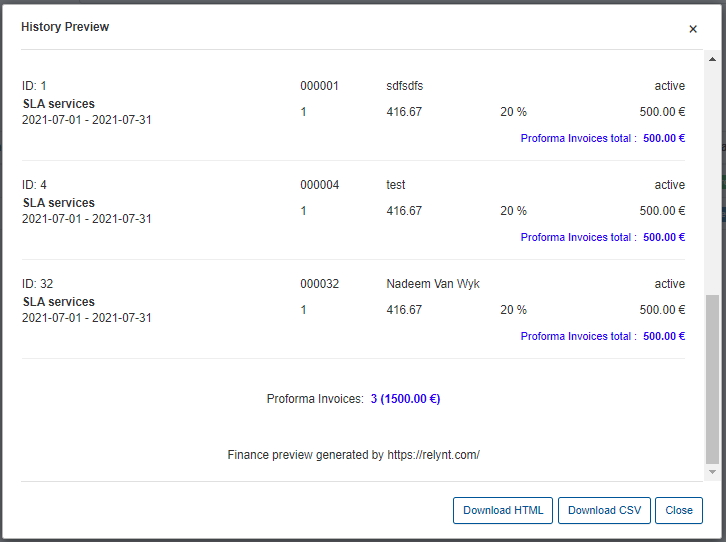 History Preview ×
ID: 1 000001 sdfsdfs active
SLA services
2021-07-01 - 2021-07-31 1 416.67 20 % 500.00 €
Proforma Invoices total : 500.00 €
ID: 4 000004 test active
SLA services
2021-07-01 - 2021-07-31 1 416.67 20 % 500.00 €
Proforma Invoices total : 500.00 €
ID: 32 000032 Nadeem Van Wyk active
SLA services
2021-07-01 - 2021-07-31 1 416.67 20 % 500.00 €
Proforma Invoices total : 500.00 €
Proforma Invoices: 3 (1500.00 €)
Finance preview generated by https://relynt.com/
Download HTML Download CSV Close